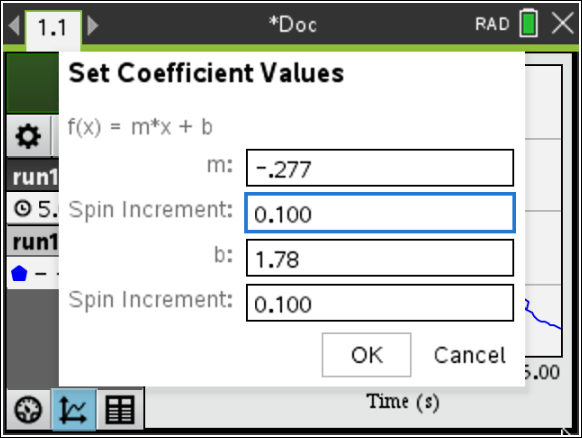 1.1 *Doc RAD
Set Coefficient Values
f(x) = m*x + b
m: -.277
Spin Increment: 0.100
b: 1.78
Spin Increment: 0.100
OK Cancel
run1
5.
run1
5.00
Time (s)